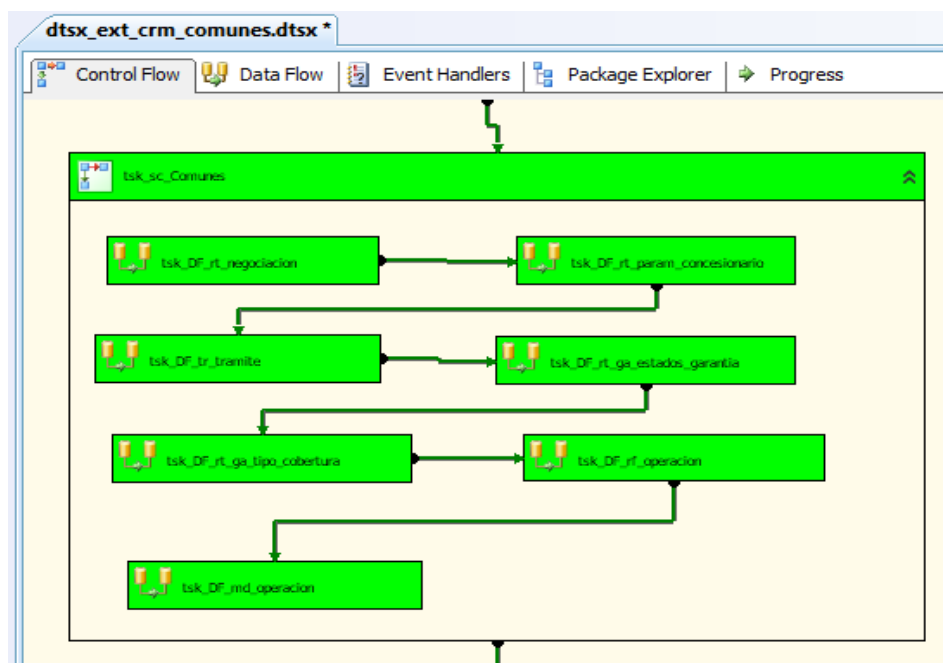 dtsx_ext_crm_comunes.dtsx *
Control Flow Data Flow Event Handlers Package Explorer Progress
tsk_sc_Comunes
tsk_DF_rt_negociacion tsk_DF_rt_param_concesionario
tsk_DF_tr_tramite tsk_DF_rt_ga_estados_garantia
tsk_DF_rt_ga_tipo_cobertura tsk_DF_rf_operacion
tsk_DF_md_operacion